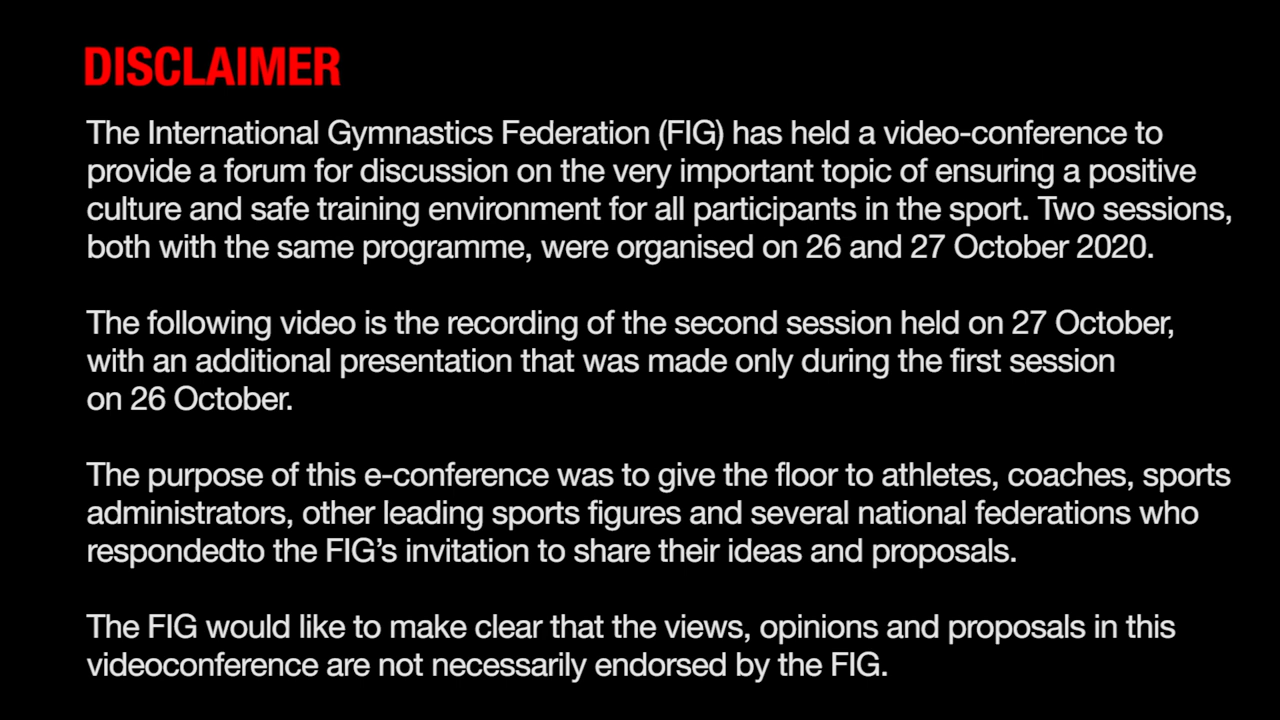 DISCLAIMER
The International Gymnastics Federation (FIG) has held a video-conference to
provide a forum for discussion on the very important topic of ensuring a positive
culture and safe training environment for all participants in the sport. Two sessions,
both with the same programme, were organised on 26 and 27 October 2020.
The following video is the recording of the second session held on 27 October,
with an additional presentation that was made only during the first session
on 26 October.
The purpose of this e-conference was to give the floor to athletes, coaches, sports
administrators, other leading sports figures and several national federations who
respondedto the FIG’s invitation to share their ideas and proposals.
The FIG would like to make clear that the views, opinions and proposals in this
videoconference are not necessarily endorsed by the FIG.